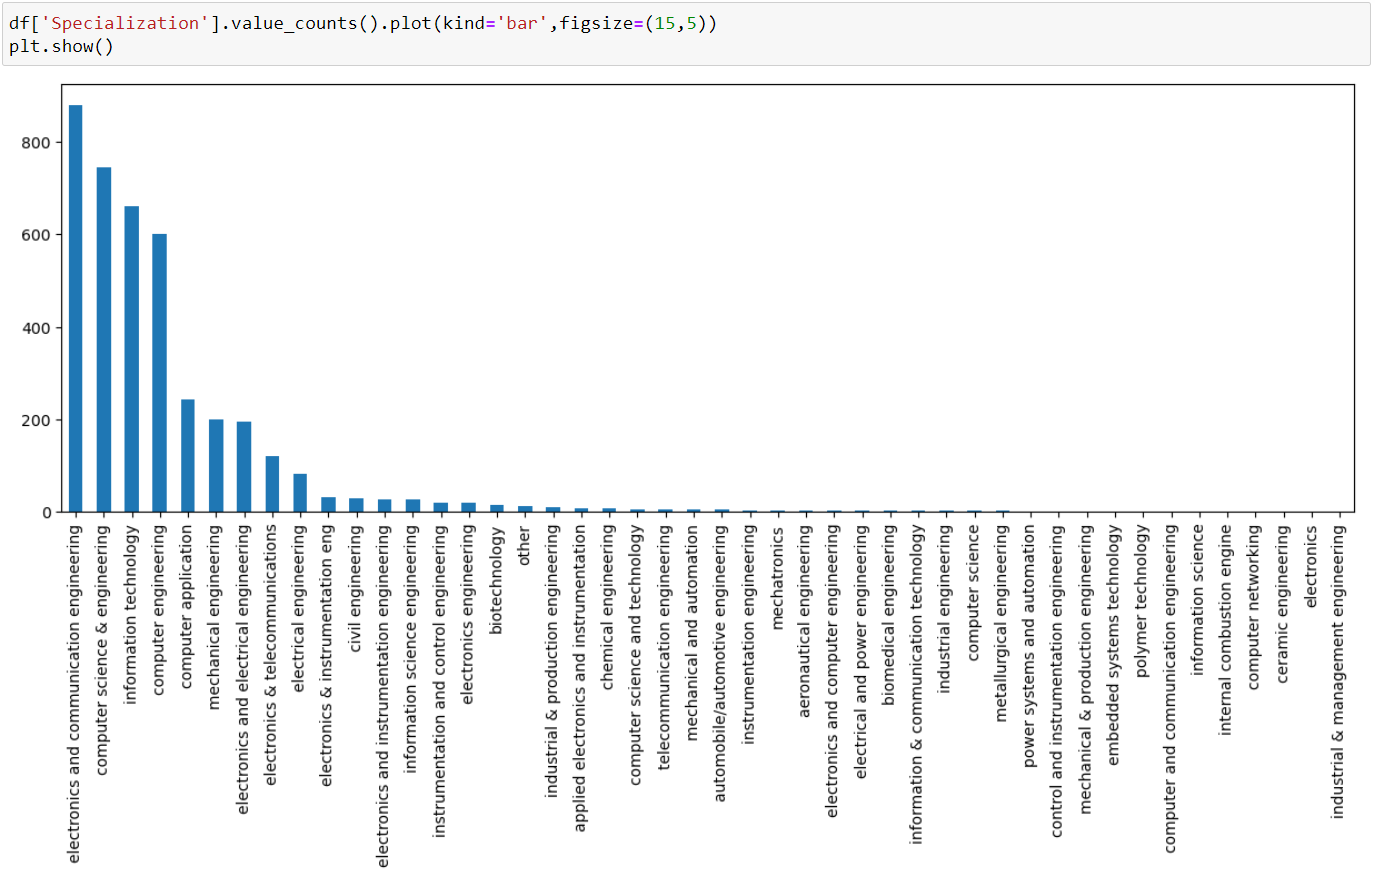 df['Specialization'].value_counts().plot(kind='bar',figsize=(15,5))
plt.show()
800
600
400
200
0
electronics and communication engineering
computer science & engineering
information technology
computer engineering
computer application
mechanical engineering
electronics and electrical engineering
electronics & telecommunications
electrical engineering
electronics & instrumentation eng
civil engineering
electronics and instrumentation engineering
information science engineering
instrumentation and control engineering
electronics engineering
biotechnology
other
industrial & production engineering
applied electronics and instrumentation
chemical engineering
computer science and technology
telecommunication engineering
mechanical and automation
automobile/automotive engineering
instrumentation engineering
mechatronics
aeronautical engineering
electronics and computer engineering
electrical and power engineering
biomedical engineering
information & communication technology
industrial engineering
computer science
metallurgical engineering
power systems and automation
control and instrumentation engineering
mechanical & production engineering
embedded systems technology
polymer technology
computer and communication engineering
information science
internal combustion engine
computer networking
ceramic engineering
electronics
industrial & management engineering